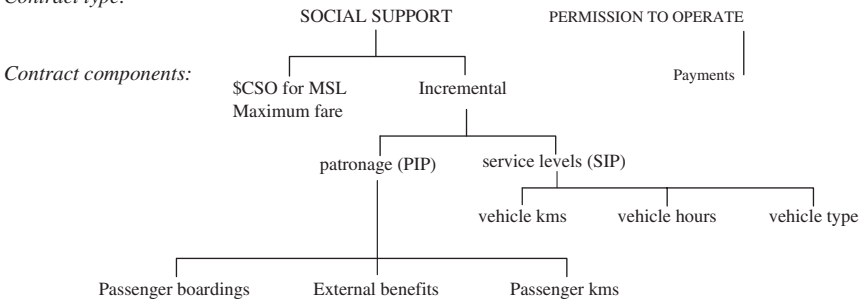 Contract type:
SOCIAL SUPPORT PERMISSION TO OPERATE
Contract components: Payments
$CSO for MSL Incremental
Maximum fare
patronage (PIP) service levels (SIP)
vehicle kms vehicle hours vehicle type
Passenger boardings External benefits Passenger kms